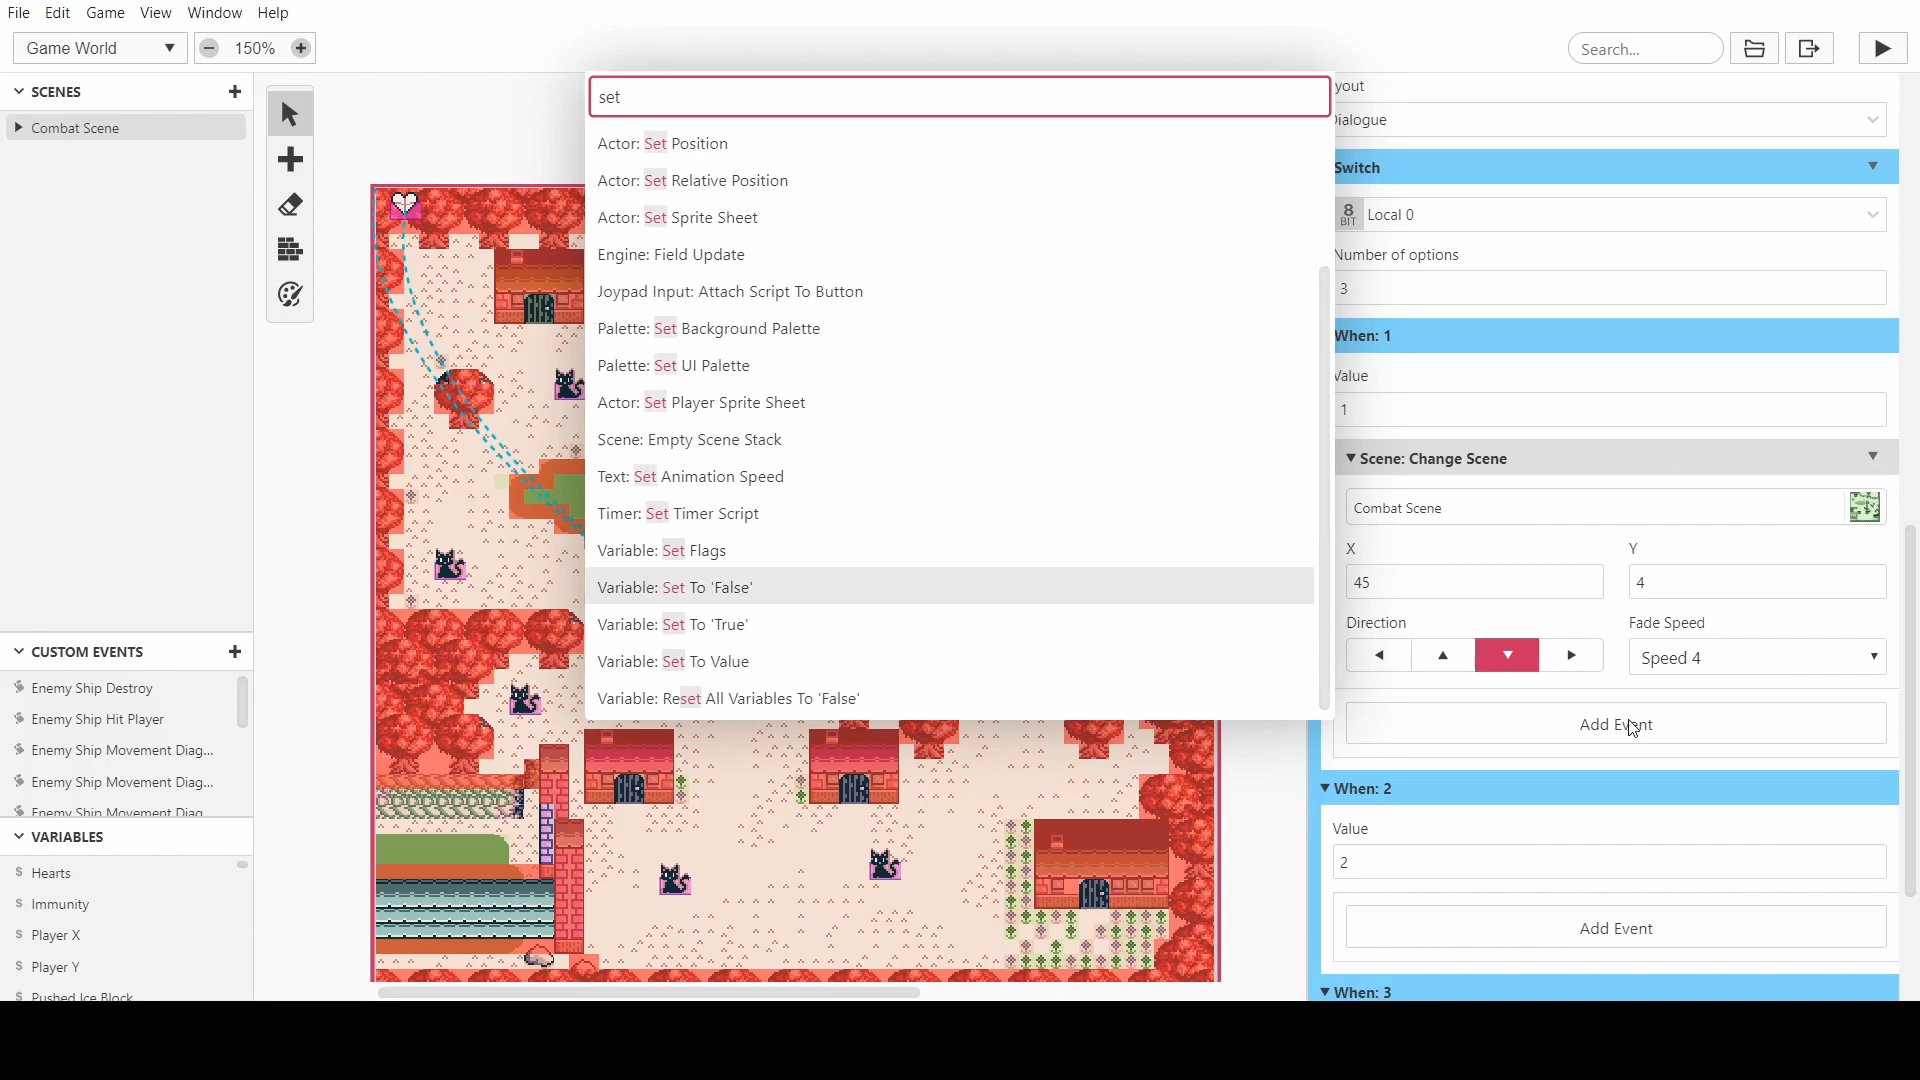 File Edit Game View Window Help
Game World 150% Search...
SCENES
Combat Scene
CUSTOM EVENTS
Enemy Ship Destroy
Enemy Ship Hit Player
Enemy Ship Movement Diag...
Enemy Ship Movement Diag...
Enemy Ship Movement Diag
VARIABLES
$ Hearts
$ Immunity
$ Player X
$ Player Y
$ Pushed Ice Block
set
Actor: Set Position
Actor: Set Relative Position
Actor: Set Sprite Sheet
Engine: Field Update
Joypad Input: Attach Script To Button
Palette: Set Background Palette
Palette: Set UI Palette
Actor: Set Player Sprite Sheet
Scene: Empty Scene Stack
Text: Set Animation Speed
Timer: Set Timer Script
Variable: Set Flags
Variable: Set To 'False'
Variable: Set To 'True'
Variable: Set To Value
Variable: Reset All Variables To 'False'
yout
Dialogue
Switch
8 BIT Local 0
Number of options
3
When: 1
Value
1
Scene: Change Scene
Combat Scene
X Y
45 4
Direction Fade Speed
Speed 4
Add Event
When: 2
Value
2
Add Event
When: 3